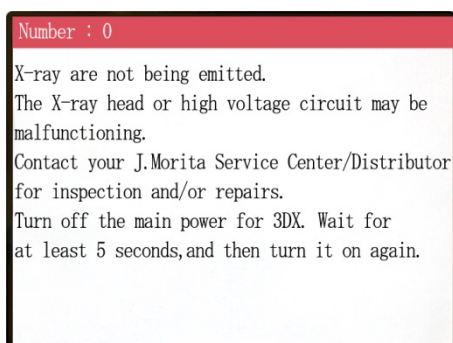 Number : 0
X-ray are not being emitted.
The X-ray head or high voltage circuit may be
malfunctioning.
Contact your J.Morita Service Center/Distributor
for inspection and/or repairs.
Turn off the main power for 3DX. Wait for
at least 5 seconds,and then turn it on again.